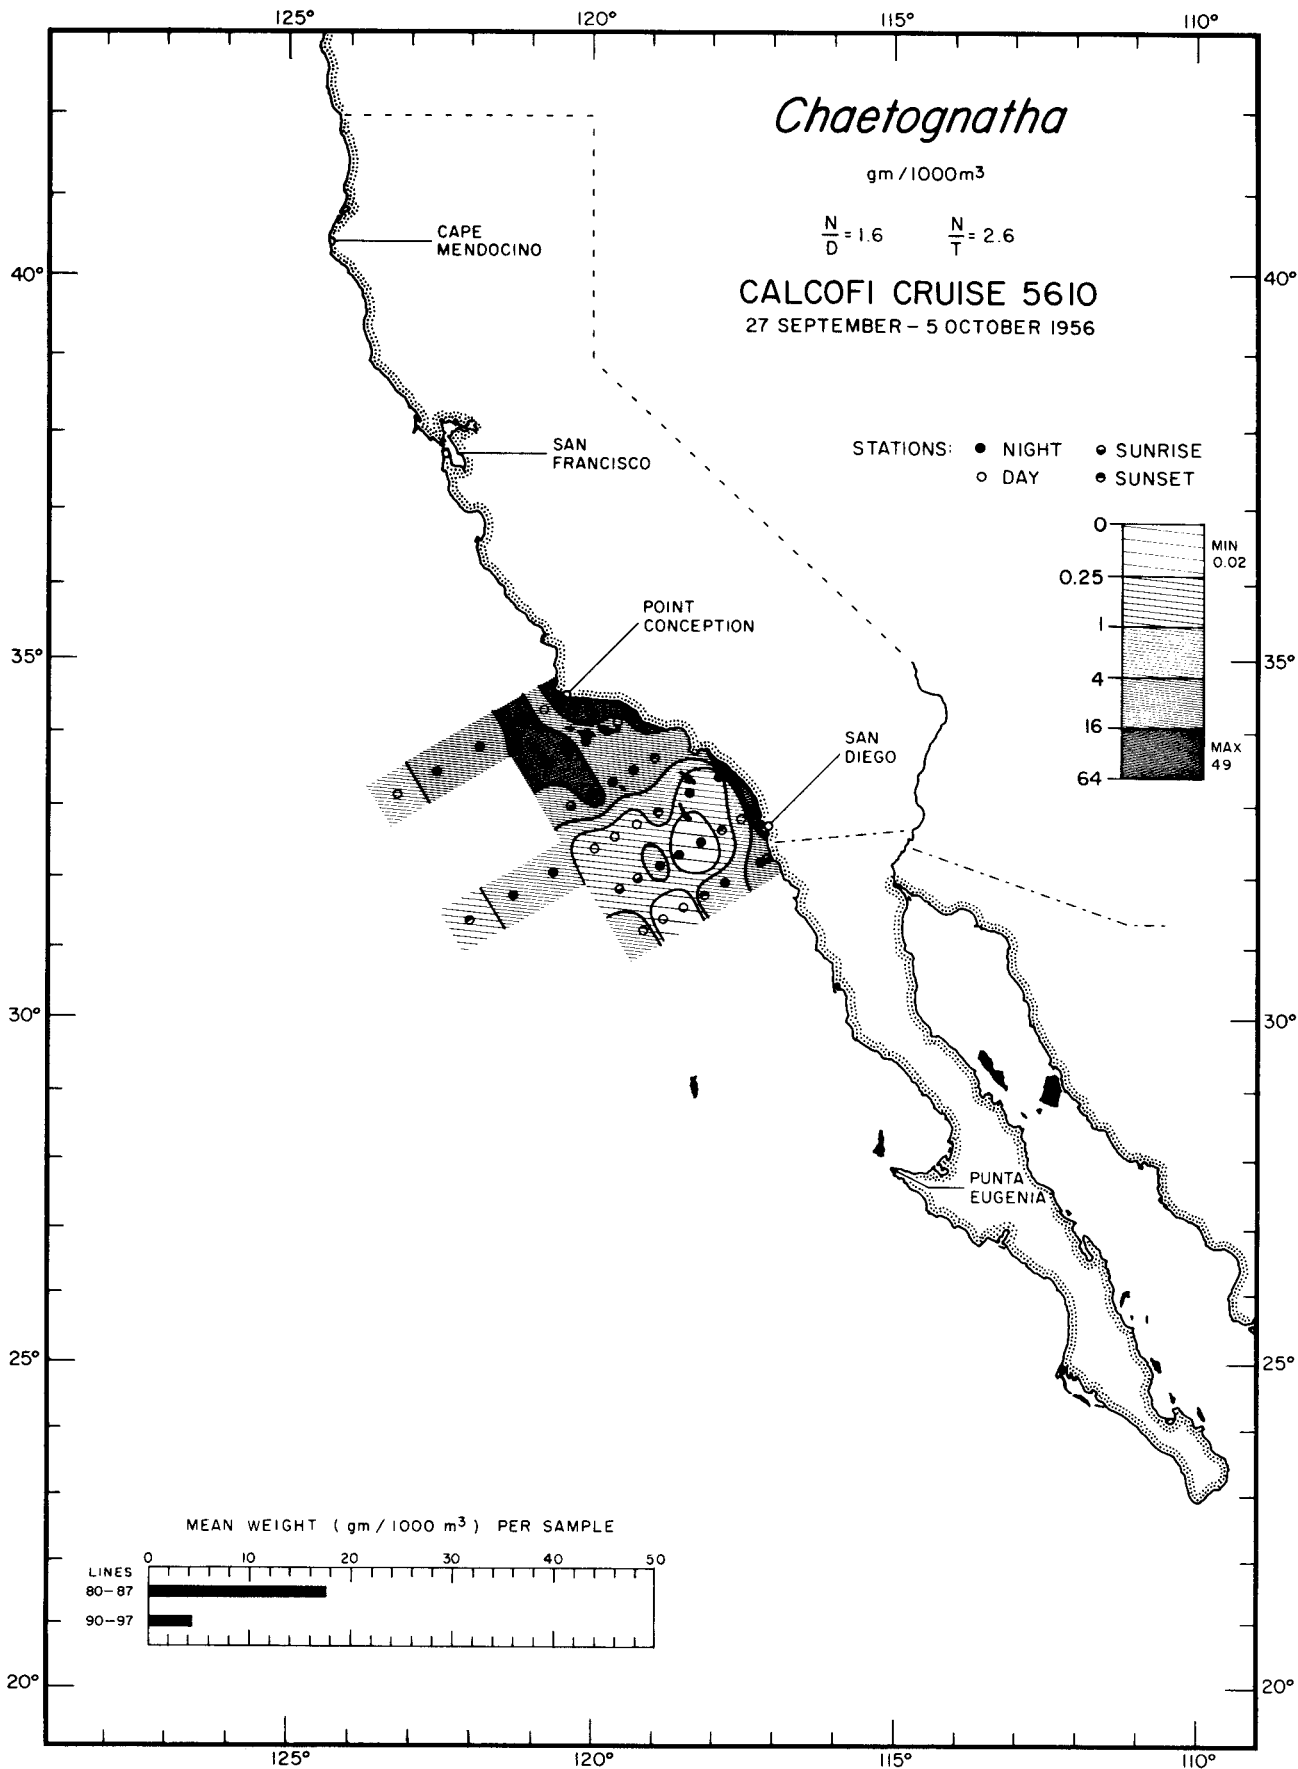 125° 120° 115° 110°
Chaetognatha
gm/1000m³
N/D = 1.6 N/T = 2.6
CALCOFI CRUISE 5610
27 SEPTEMBER – 5 OCTOBER 1956
CAPE
MENDOCINO
40° 40°
SAN
FRANCISCO
STATIONS: ● NIGHT SUNRISE
○ DAY SUNSET
0
MIN
0.02
0.25
1
4
16
MAX
49
64
POINT
CONCEPTION
35° 35°
SAN
DIEGO
30° 30°
PUNTA
EUGENIA
25° 25°
MEAN WEIGHT (gm/1000 m³) PER SAMPLE
0 10 20 30 40 50
LINES
80–87
90–97
20° 20°
125° 120° 115° 110°